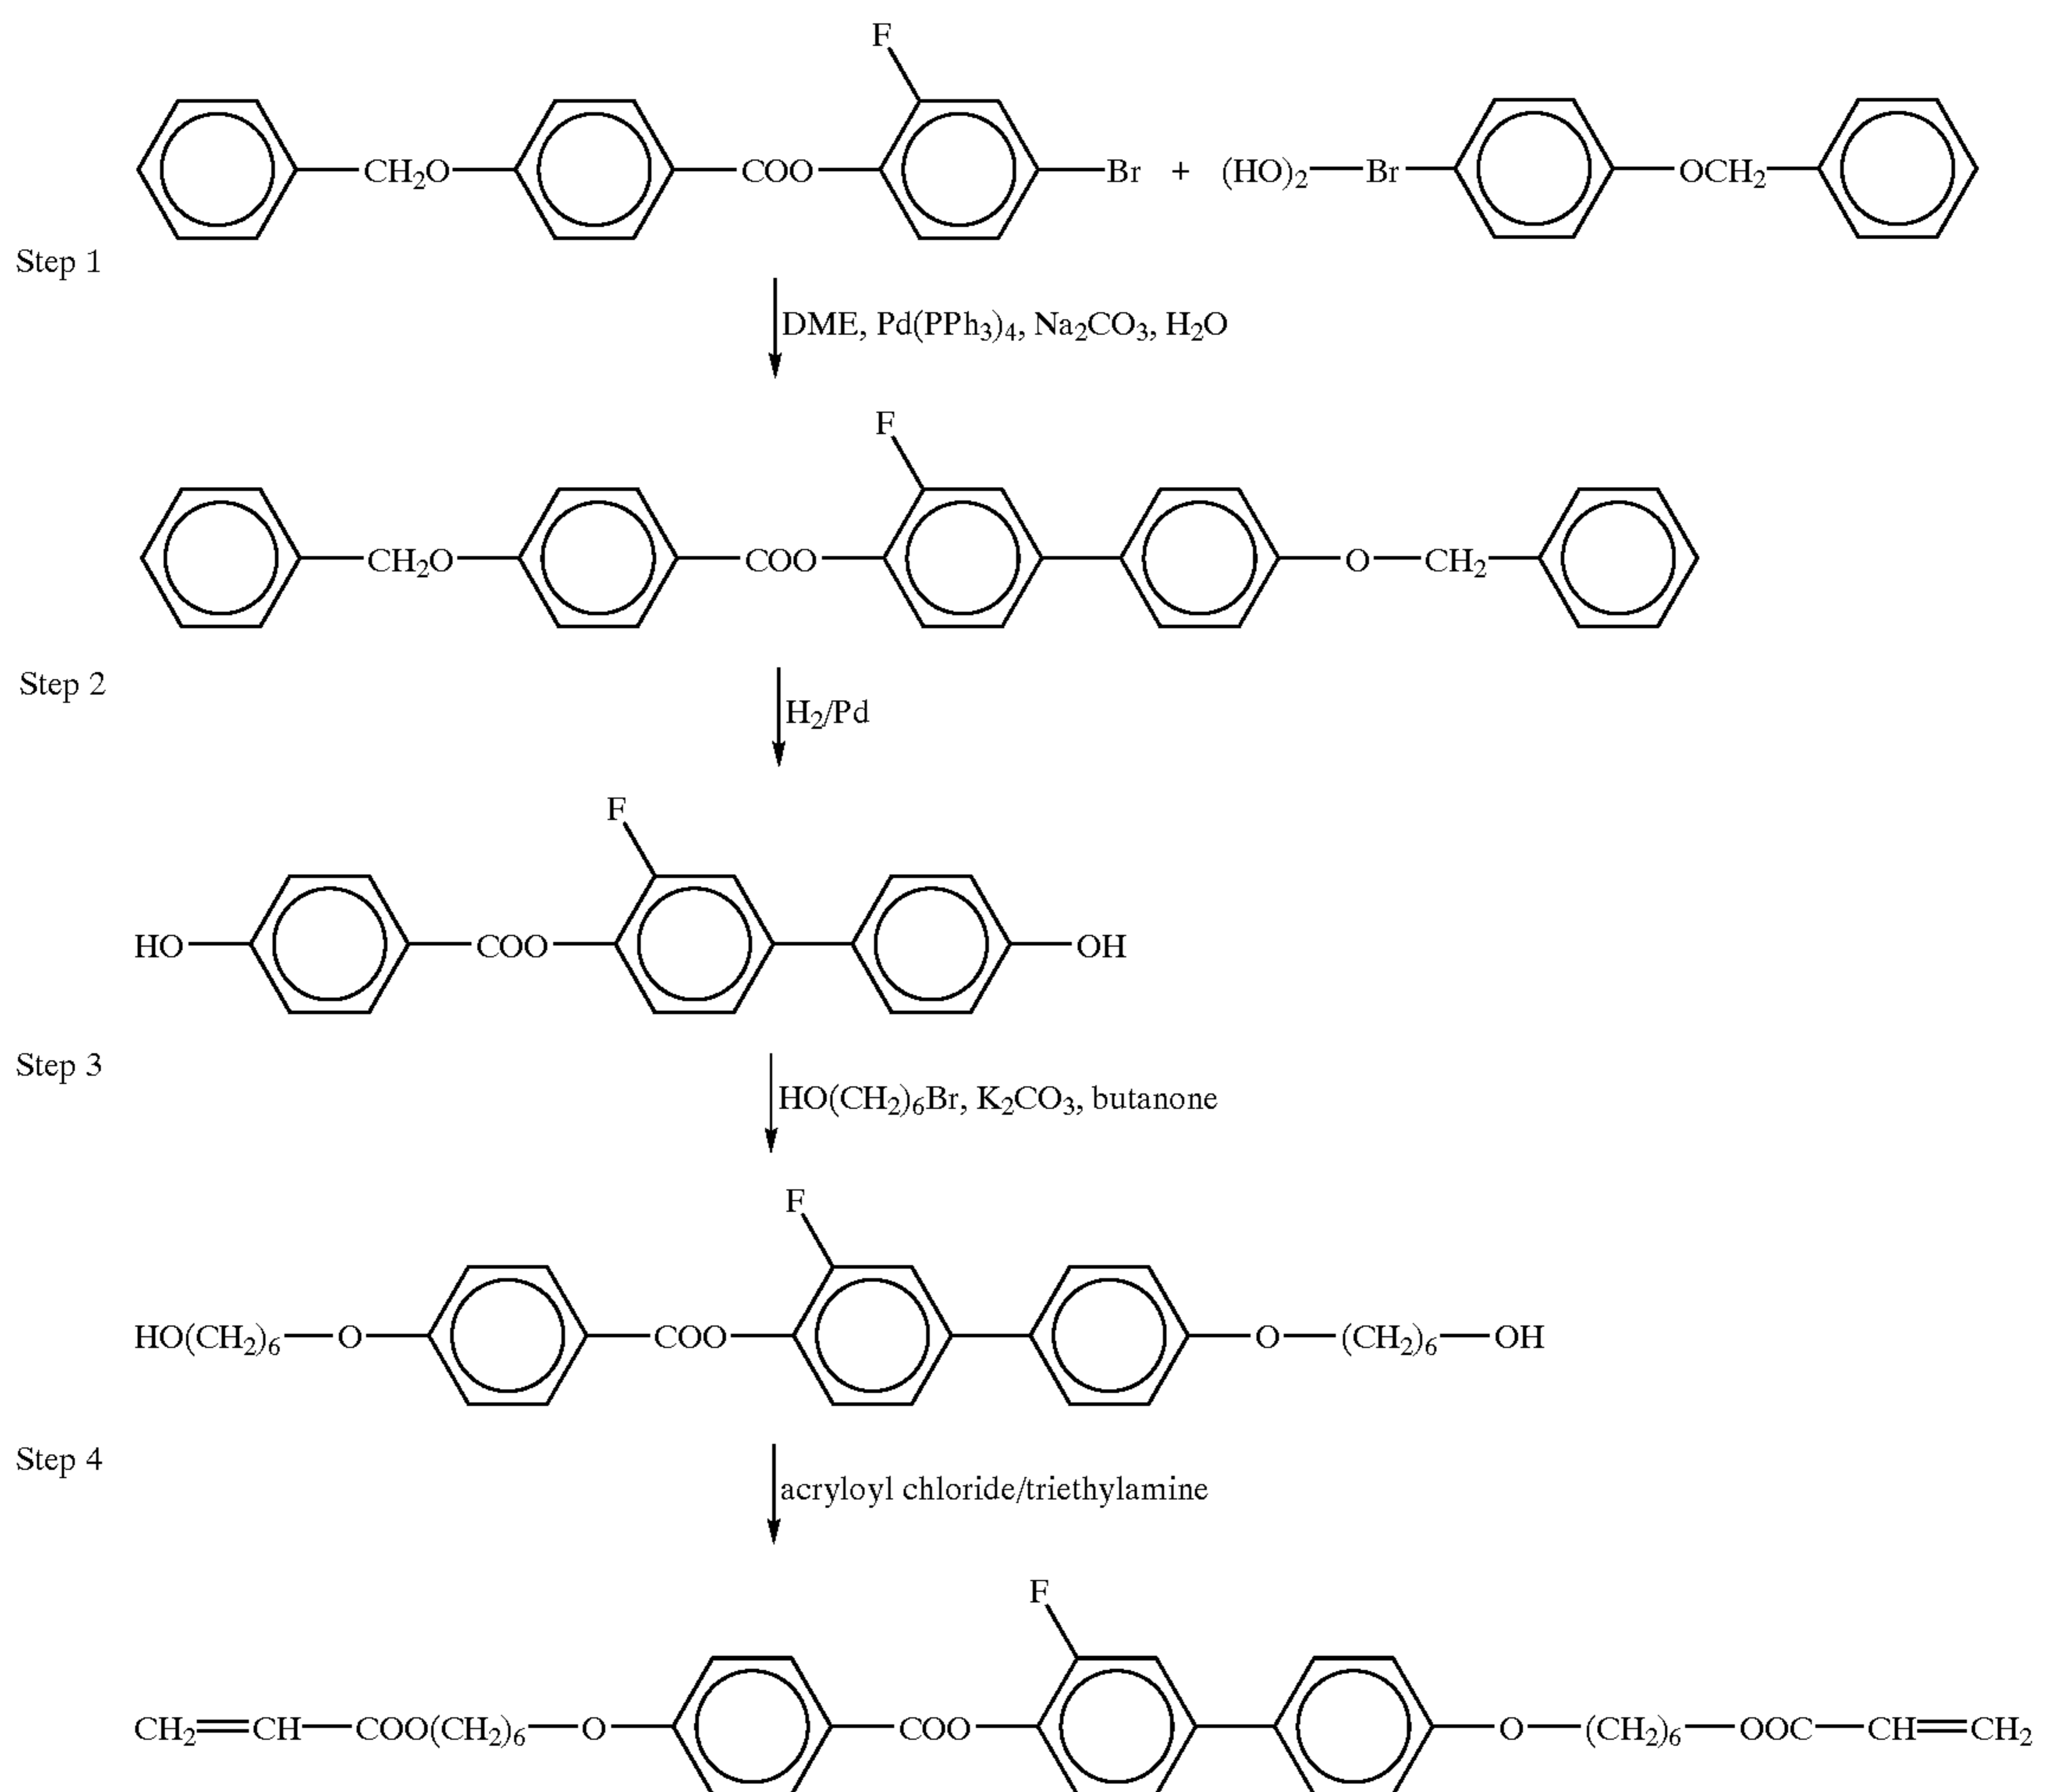 F
CH₂O COO Br + (HO)₂ Br OCH₂
Step 1
DME, Pd(PPh₃)₄, Na₂CO₃, H₂O
F
CH₂O COO O CH₂
Step 2
H₂/Pd
F
HO COO OH
Step 3
HO(CH₂)₆Br, K₂CO₃, butanone
F
HO(CH₂)₆ O COO O (CH₂)₆ OH
Step 4
acryloyl chloride/triethylamine
F
CH₂ CH COO(CH₂)₆ O COO O (CH₂)₆ OOC CH CH₂